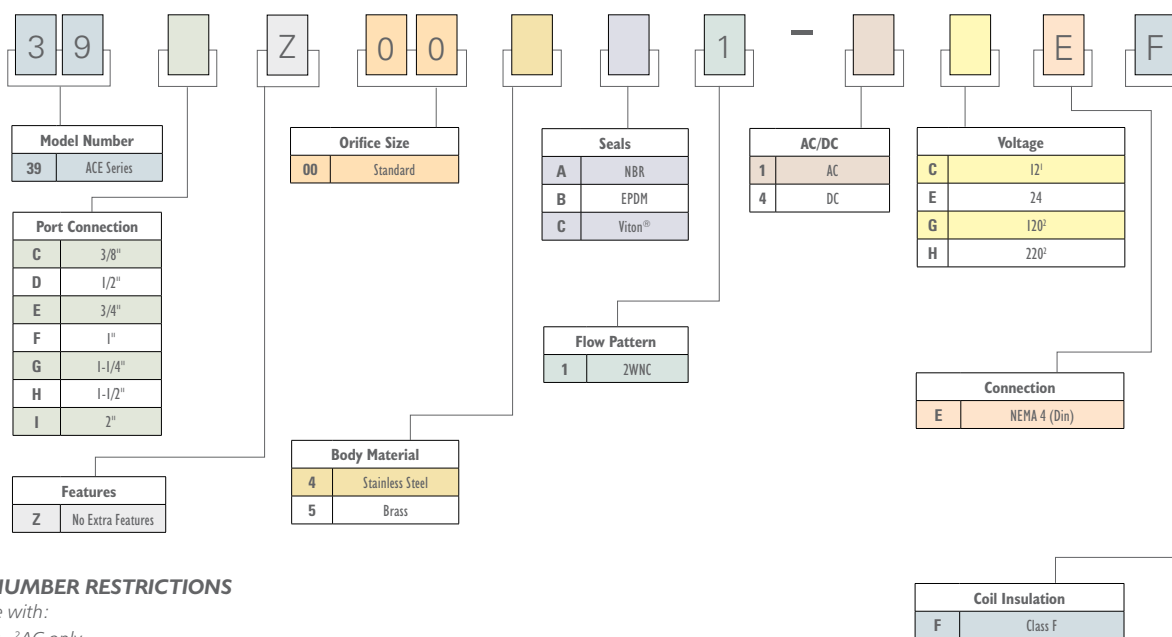 3 9 Z 0 0 1 – E F
Model Number
39 ACE Series
Orifice Size
00 Standard
Seals
A NBR
B EPDM
C Viton®
AC/DC
1 AC
4 DC
Voltage
C 12¹
E 24
G 120²
H 220²
Port Connection
C 3/8"
D 1/2"
E 3/4"
F 1"
G 1-1/4"
H 1-1/2"
I 2"
Flow Pattern
1 2WNC
Connection
E NEMA 4 (Din)
Body Material
4 Stainless Steel
5 Brass
Features
Z No Extra Features
NUMBER RESTRICTIONS
e with:
²AC only
Coil Insulation
F Class F